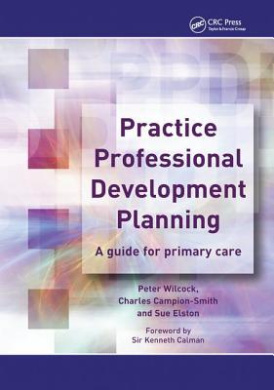 CRC Press
Taylor & Francis Group
Practice
Professional
Development
Planning
A guide for primary care
Peter Wilcock,
Charles Campion-Smith
and Sue Elston
Foreword by
Sir Kenneth Calman